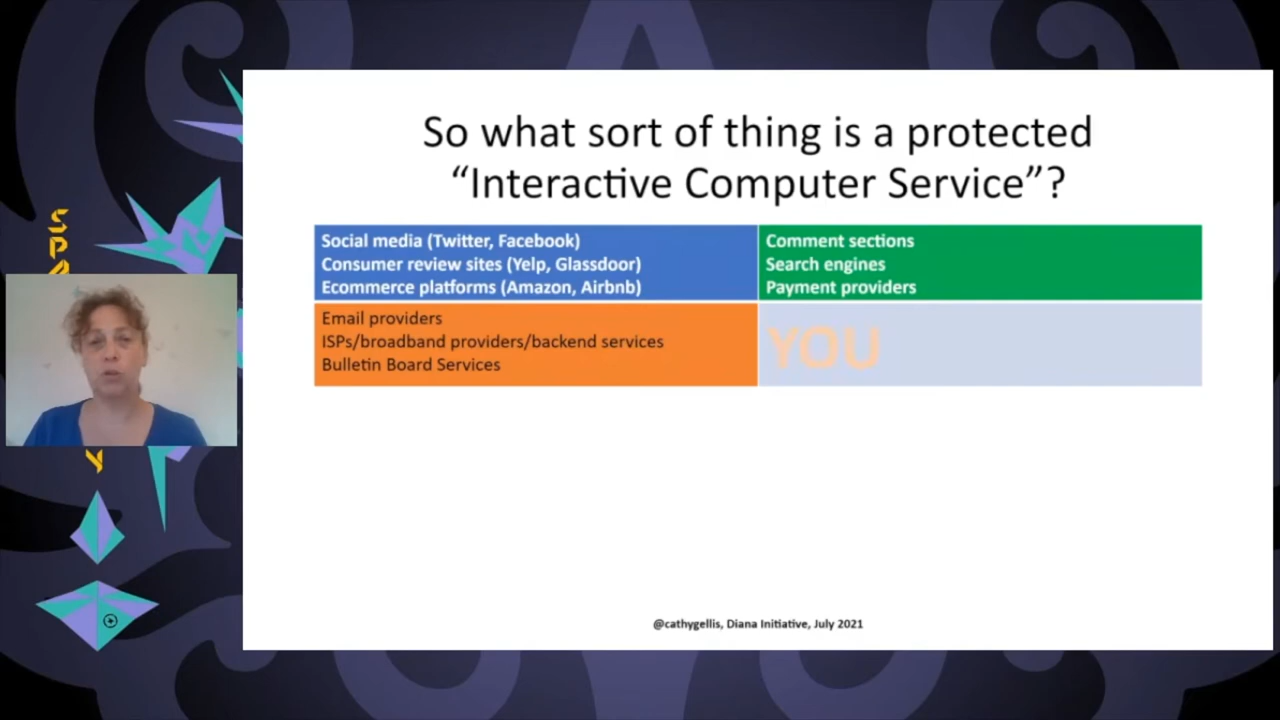 So what sort of thing is a protected
“Interactive Computer Service”?
Social media (Twitter, Facebook)
Consumer review sites (Yelp, Glassdoor)
Ecommerce platforms (Amazon, Airbnb)
Comment sections
Search engines
Payment providers
Email providers
ISPs/broadband providers/backend services
Bulletin Board Services
YOU
@cathygellis, Diana Initiative, July 2021